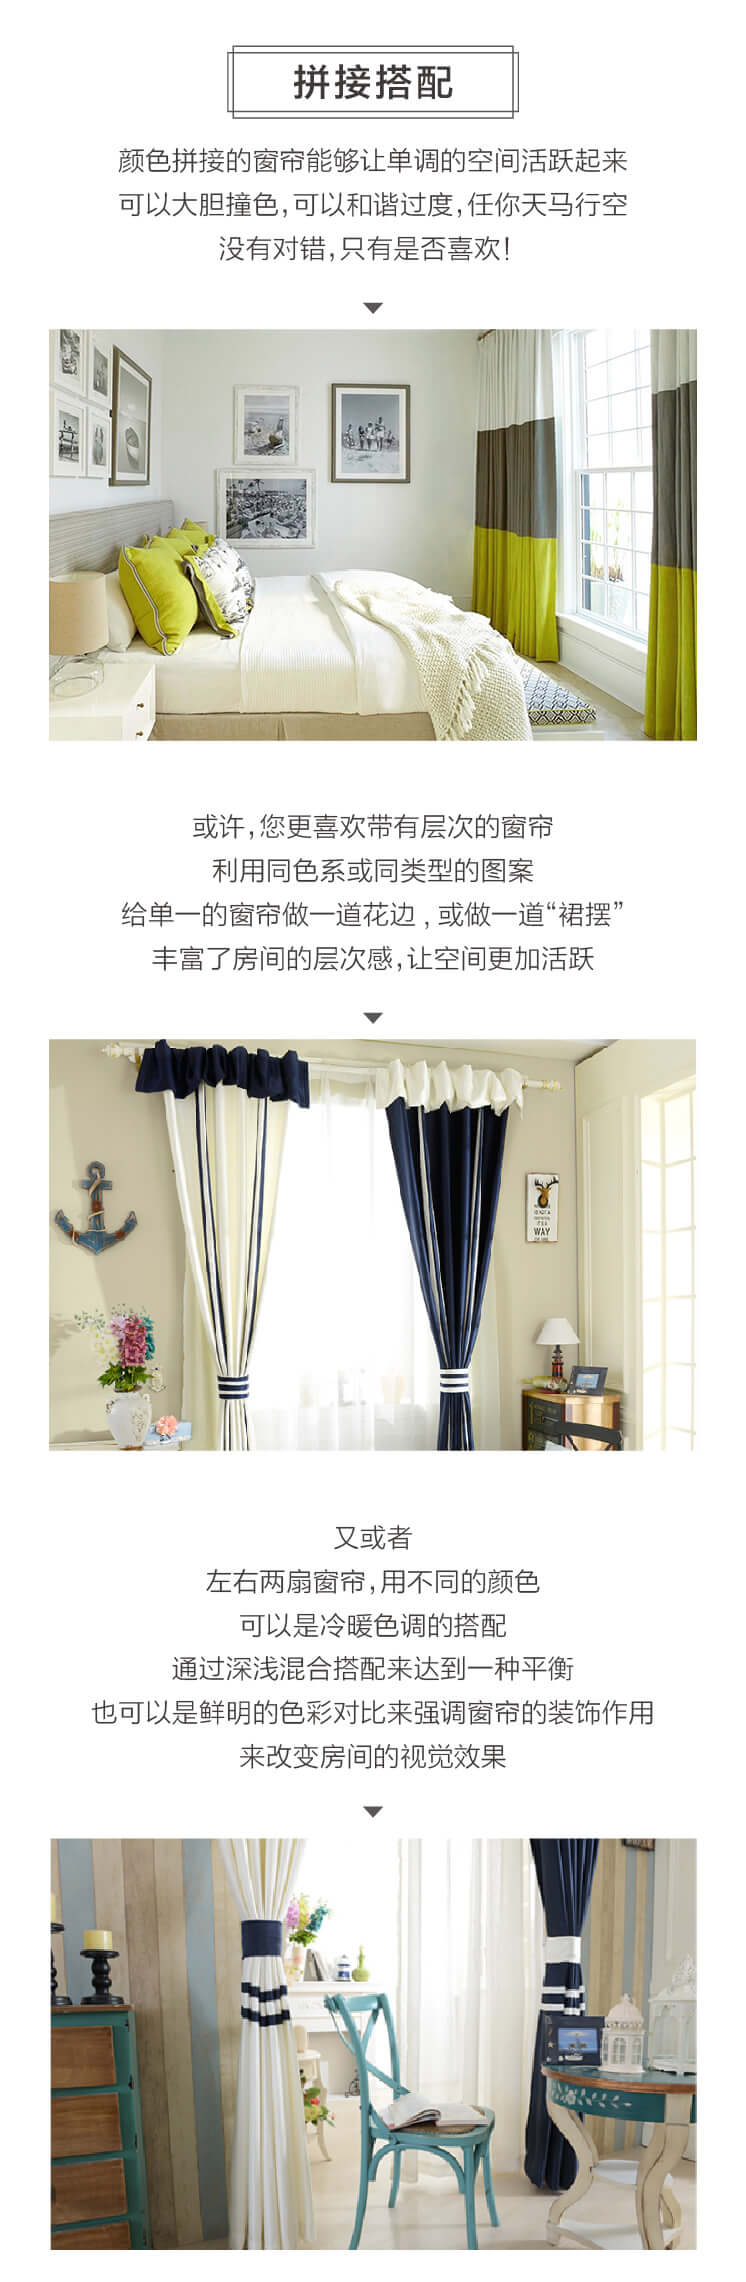 拼接搭配
颜色拼接的窗帘能够让单调的空间活跃起来
可以大胆撞色,可以和谐过度,任你天马行空
没有对错,只有是否喜欢!
或许,您更喜欢带有层次的窗帘
利用同色系或同类型的图案
给单一的窗帘做一道花边 , 或做一道“裙摆”
丰富了房间的层次感,让空间更加活跃
WAY
又或者
左右两扇窗帘,用不同的颜色
可以是冷暖色调的搭配
通过深浅混合搭配来达到一种平衡
也可以是鲜明的色彩对比来强调窗帘的装饰作用
来改变房间的视觉效果